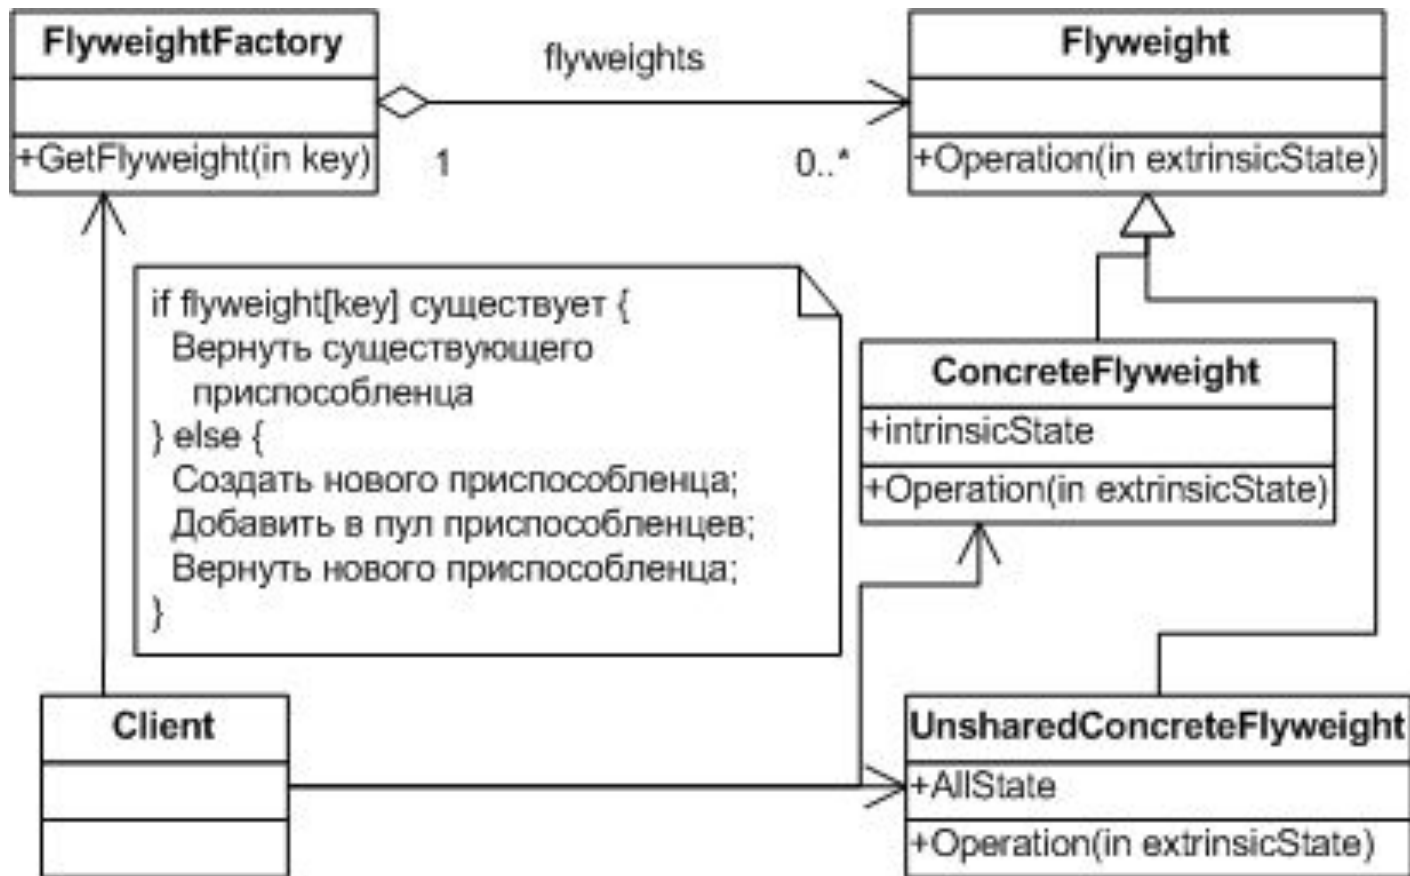 FlyweightFactory
+GetFlyweight(in key)
flyweights
1
0..*
Flyweight
+Operation(in extrinsicState)
if flyweight[key] существует {
Вернуть существующего
приспособленца
} else {
Создать нового приспособленца;
Добавить в пул приспособленцев;
Вернуть нового приспособленца;
}
ConcreteFlyweight
+intrinsicState
+Operation(in extrinsicState)
Client
UnsharedConcreteFlyweight
+AllState
+Operation(in extrinsicState)